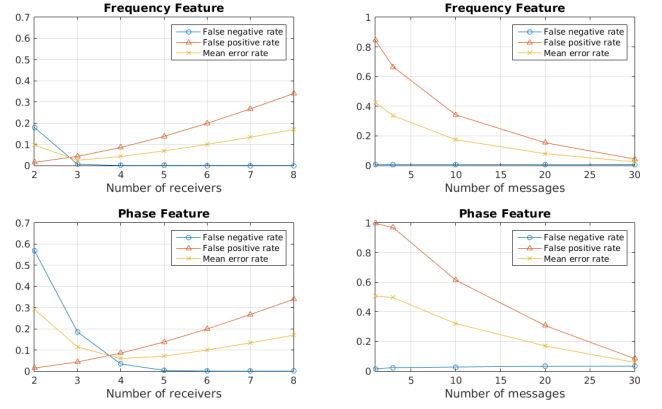 Frequency Feature
0.7
0.6
0.5
0.4
0.3
0.2
0.1
0
False negative rate
False positive rate
Mean error rate
2 3 4 5 6 7 8
Number of receivers
Frequency Feature
1
0.8
0.6
0.4
0.2
0
False negative rate
False positive rate
Mean error rate
5 10 15 20 25 30
Number of messages
Phase Feature
0.7
0.6
0.5
0.4
0.3
0.2
0.1
0
False negative rate
False positive rate
Mean error rate
2 3 4 5 6 7 8
Number of receivers
Phase Feature
1
0.8
0.6
0.4
0.2
0
False negative rate
False positive rate
Mean error rate
5 10 15 20 25 30
Number of messages